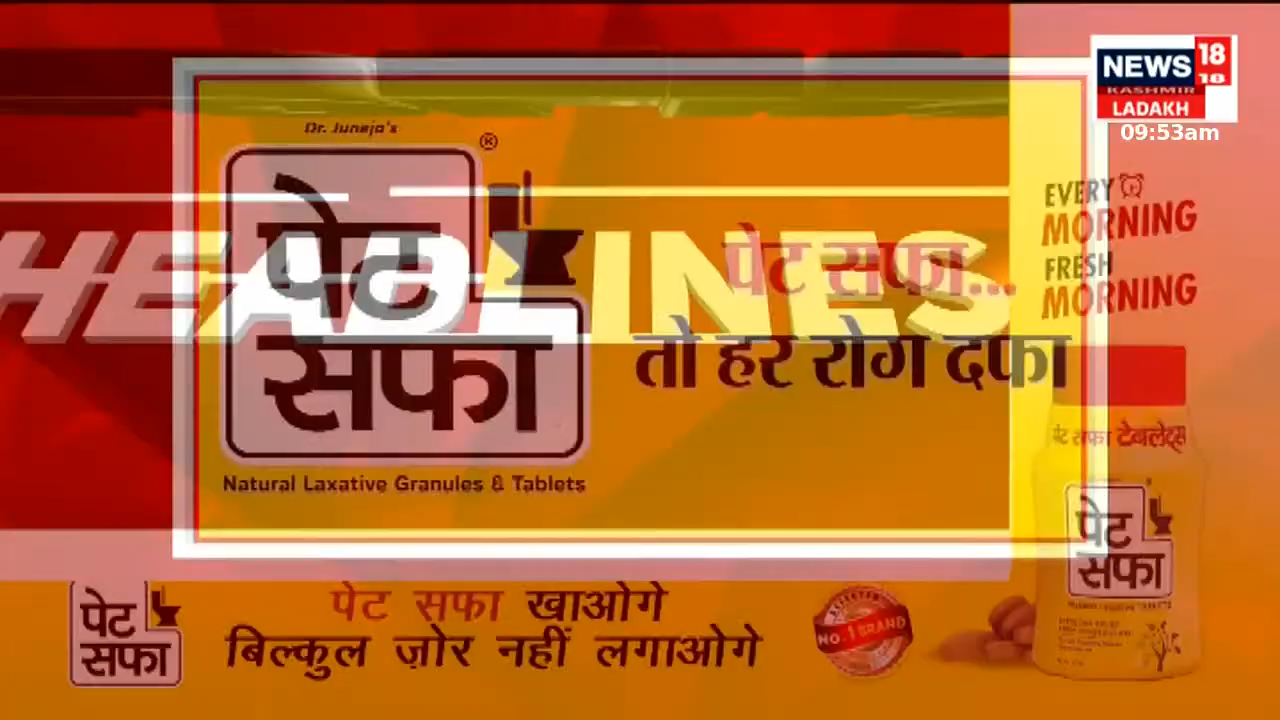 NEWS 18
KASHMIR
LADAKH
09:53am
Dr. Juneja's
®
पेट
सफा
HEADLINES
पेट सफा...
तो हर रोग दफा
EVERY
MORNING
FRESH
MORNING
Natural Laxative Granules & Tablets
पेट सफा टेबलेट्स
पेट
सफा
पेट
सफा
पेट सफा खाओगे
बिल्कुल ज़ोर नहीं लगाओगे
NO.1 BRAND